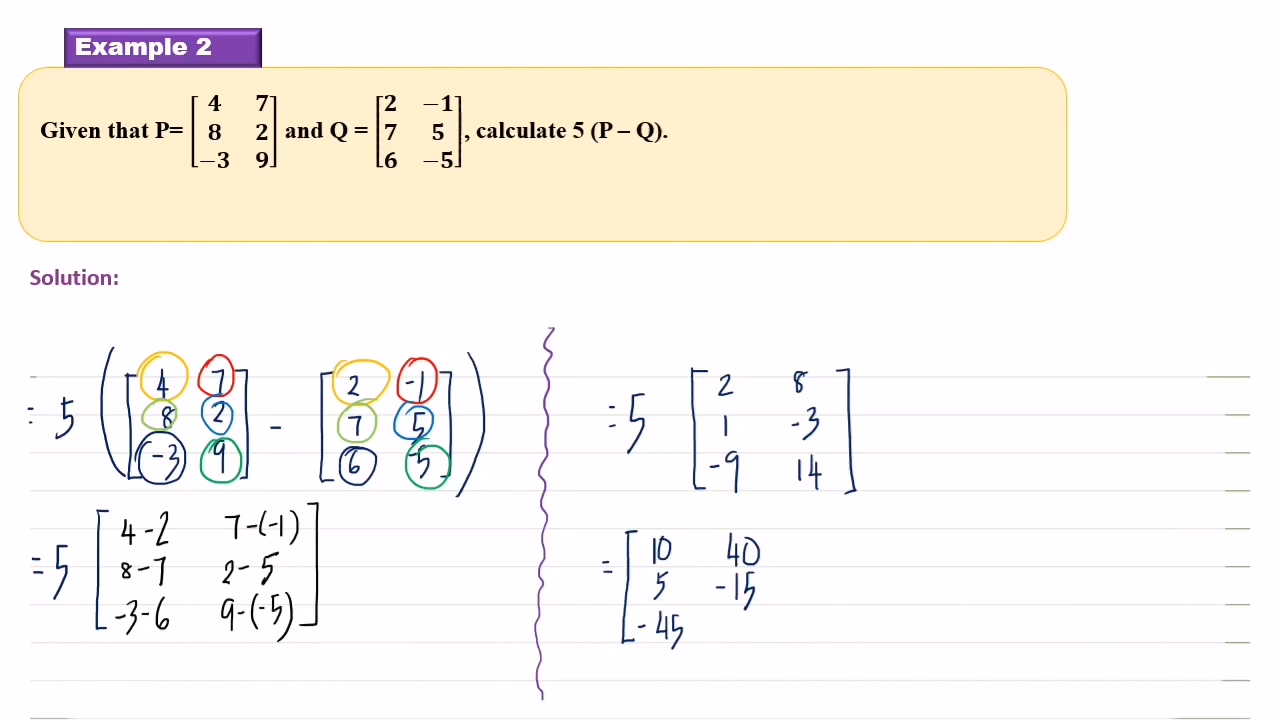 Example 2
4 7
8 2
−3 9
2 −1
7 5
6 −5
Given that P= and Q = , calculate 5 (P – Q).
Solution:
= 5 ( [ 4 7 ] - [ 2 -1 ] )
8 2 7 5
-3 9 6 -5
= 5 [ 4-2 7-(-1) ]
8-7 2-5
-3-6 9-(-5)
= 5 [ 2 8 ]
1 -3
-9 14
= [ 10 40
5 -15
-45